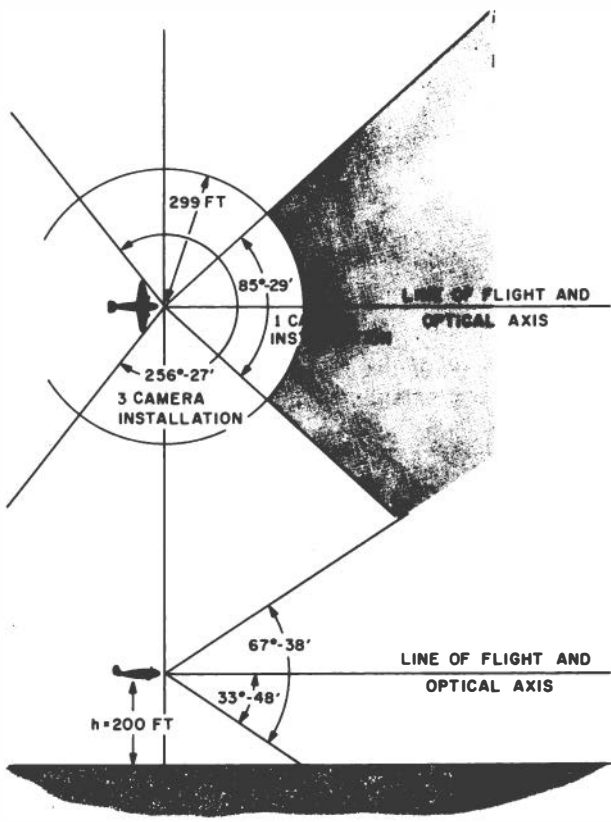 299 FT
85°-29'
LINE OF FLIGHT AND
OPTICAL AXIS
1
256°-27'
3 CAMERA
INSTALLATION
67°-38'
LINE OF FLIGHT AND
OPTICAL AXIS
33°-48'
h=200 FT